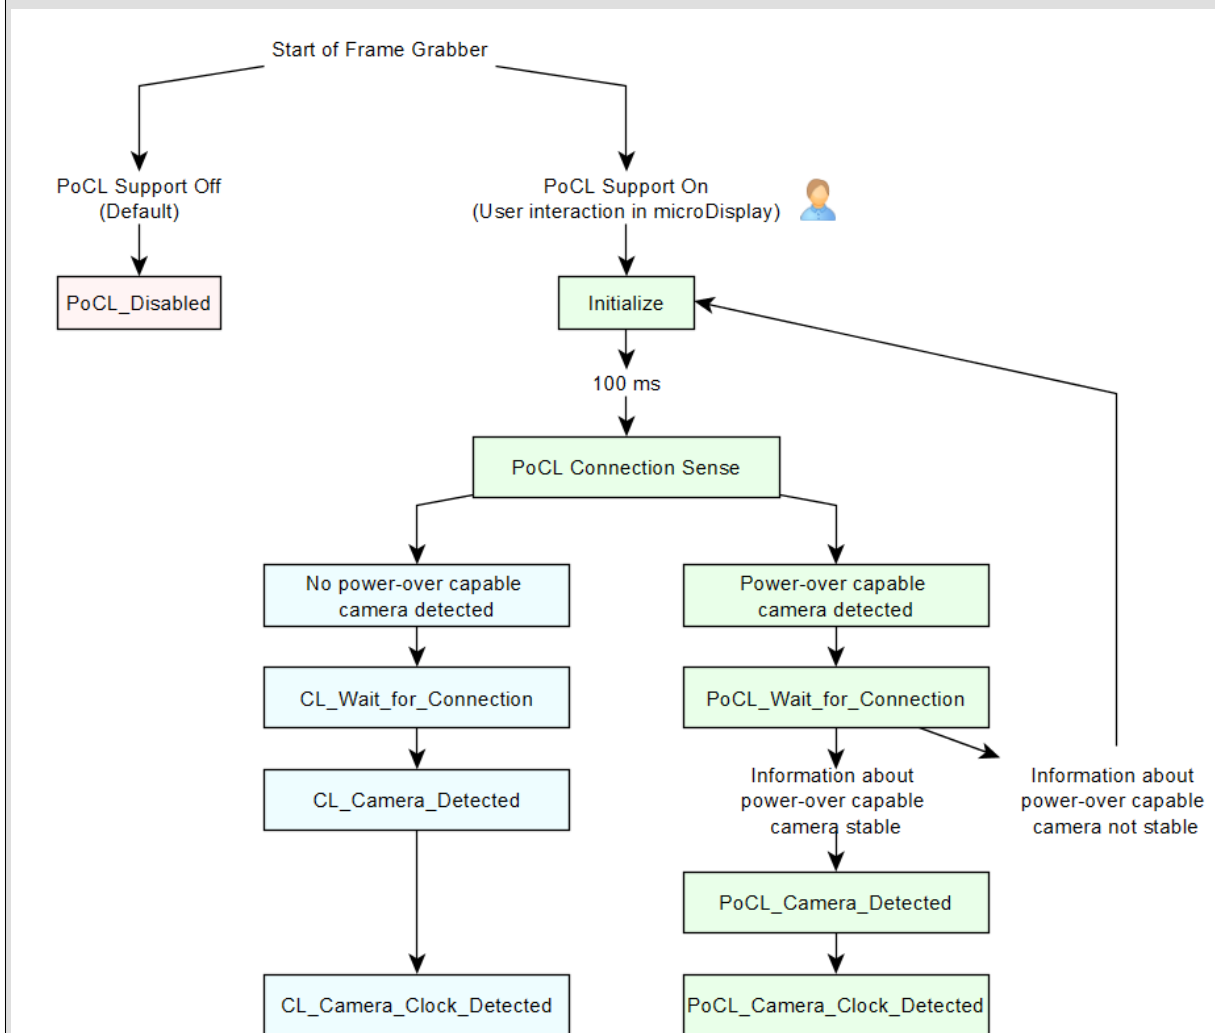 Start of Frame Grabber
PoCL Support Off
(Default)
PoCL Support On
(User interaction in microDisplay)
PoCL_Disabled
Initialize
100 ms
PoCL Connection Sense
No power-over capable
camera detected
Power-over capable
camera detected
CL_Wait_for_Connection
PoCL_Wait_for_Connection
CL_Camera_Detected
Information about
power-over capable
camera stable
Information about
power-over capable
camera not stable
PoCL_Camera_Detected
CL_Camera_Clock_Detected
PoCL_Camera_Clock_Detected